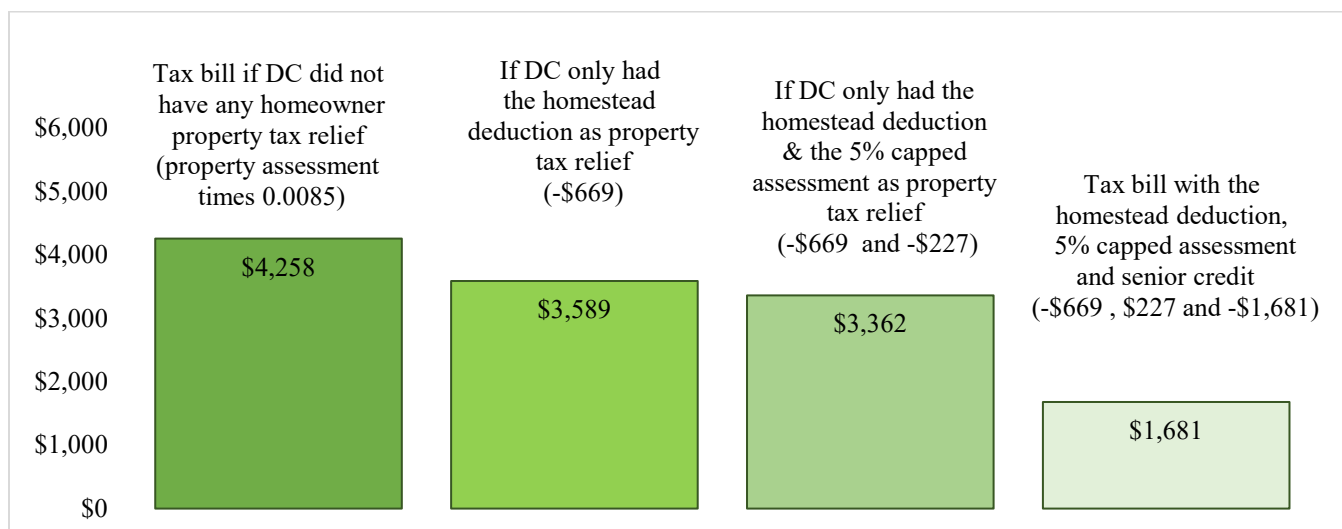 Tax bill if DC did not
have any homeowner
property tax relief
(property assessment
times 0.0085)
If DC only had
the homestead
deduction as property
tax relief
(-$669)
If DC only had the
homestead deduction
& the 5% capped
assessment as property
tax relief
(-$669 and -$227)
Tax bill with the
homestead deduction,
5% capped assessment
and senior credit
(-$669 , $227 and -$1,681)
$6,000
$5,000
$4,000
$3,000
$2,000
$1,000
$0
$4,258
$3,589
$3,362
$1,681